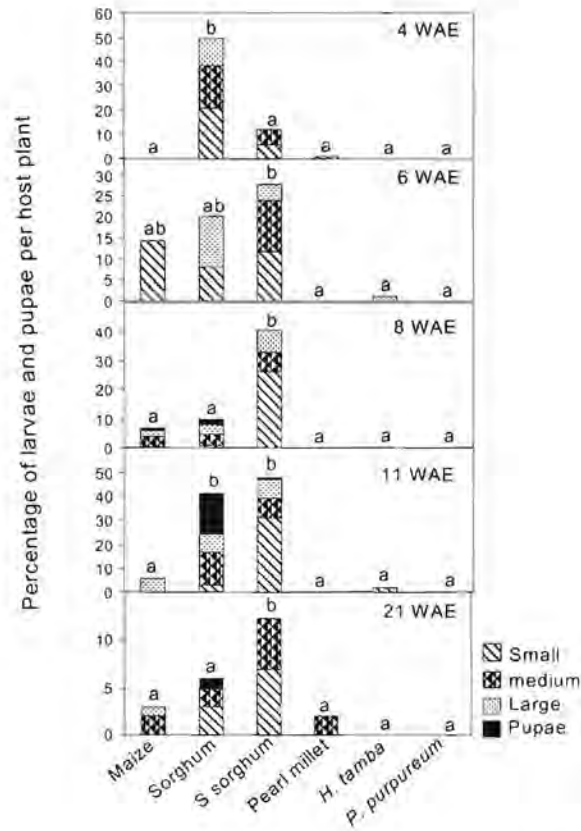 Percentage of larvae and pupae per host plant
60
50
40
30
20
10
0
4 WAE
a
b
a
a
a
a
30
25
20
15
10
5
0
6 WAE
ab
ab
b
a
a
a
40
30
20
10
0
8 WAE
a
a
b
a
a
a
50
40
30
20
10
0
11 WAE
a
b
b
a
a
a
10
5
0
21 WAE
a
a
b
a
a
a
Maize
Sorghum
S sorghum
Pearl millet
H. tamba
P. purpureum
Small
medium
Large
Pupae